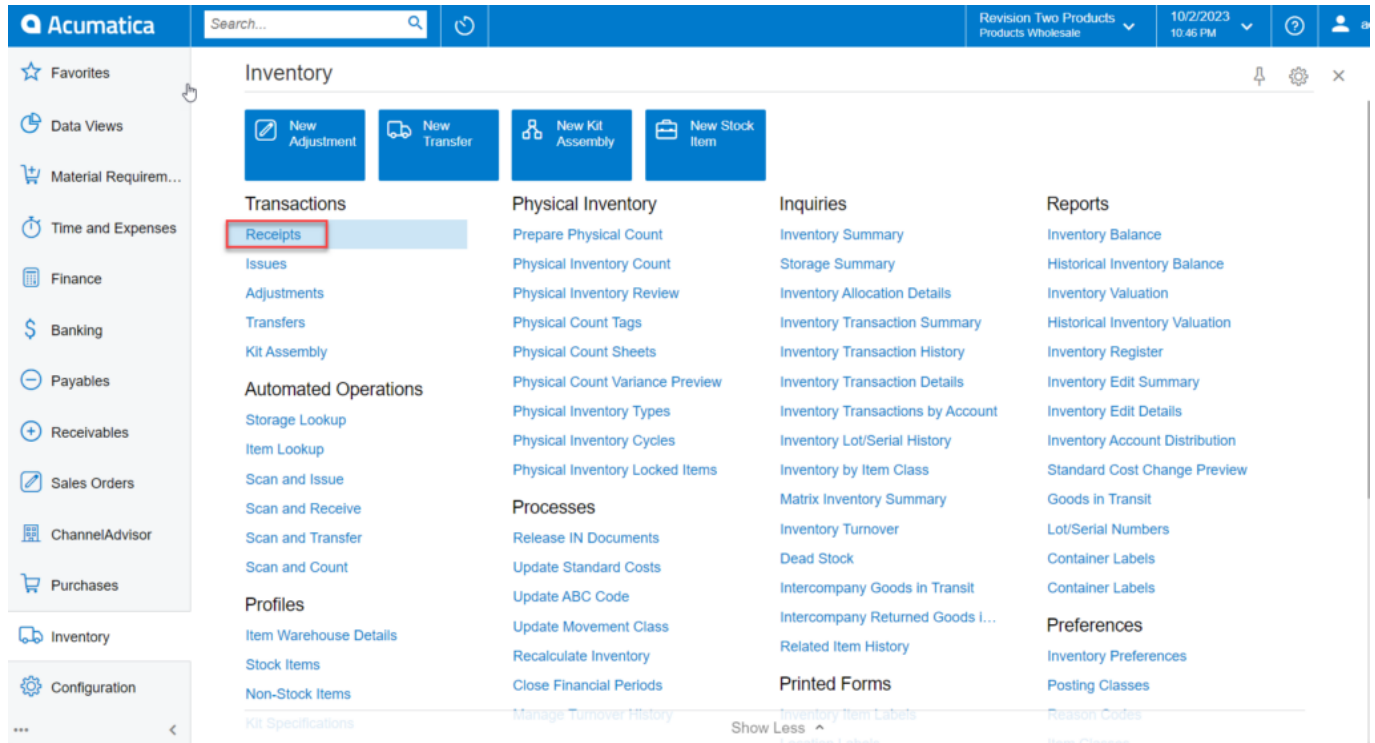 Acumatica
Search...
Revision Two Products
Products Wholesale
10/2/2023
10:46 PM
Favorites
Data Views
Material Requirem...
Time and Expenses
Finance
Banking
Payables
Receivables
Sales Orders
ChannelAdvisor
Purchases
Inventory
Configuration
Inventory
New
Adjustment
New
Transfer
New Kit
Assembly
New Stock
Item
Transactions
Receipts
Issues
Adjustments
Transfers
Kit Assembly
Automated Operations
Storage Lookup
Item Lookup
Scan and Issue
Scan and Receive
Scan and Transfer
Scan and Count
Profiles
Item Warehouse Details
Stock Items
Non-Stock Items
Kit Specifications
Physical Inventory
Prepare Physical Count
Physical Inventory Count
Physical Inventory Review
Physical Count Tags
Physical Count Sheets
Physical Count Variance Preview
Physical Inventory Types
Physical Inventory Cycles
Physical Inventory Locked Items
Processes
Release IN Documents
Update Standard Costs
Update ABC Code
Update Movement Class
Recalculate Inventory
Close Financial Periods
Manage Turnover History
Inquiries
Inventory Summary
Storage Summary
Inventory Allocation Details
Inventory Transaction Summary
Inventory Transaction History
Inventory Transaction Details
Inventory Transactions by Account
Inventory Lot/Serial History
Inventory by Item Class
Matrix Inventory Summary
Inventory Turnover
Dead Stock
Intercompany Goods in Transit
Intercompany Returned Goods i...
Related Item History
Printed Forms
Inventory Item Labels
Reports
Inventory Balance
Historical Inventory Balance
Inventory Valuation
Historical Inventory Valuation
Inventory Register
Inventory Edit Summary
Inventory Edit Details
Inventory Account Distribution
Standard Cost Change Preview
Goods in Transit
Lot/Serial Numbers
Container Labels
Container Labels
Preferences
Inventory Preferences
Posting Classes
Reason Codes
Show Less